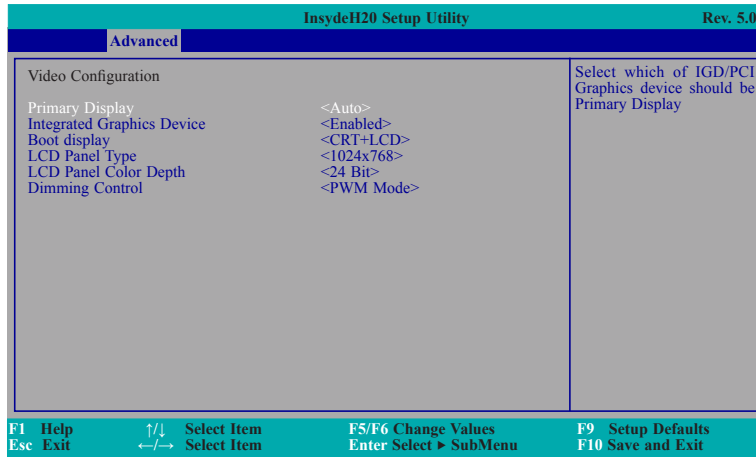 InsydeH20 Setup Utility Rev. 5.0
Advanced
Video Configuration
Primary Display <Auto>
Integrated Graphics Device <Enabled>
Boot display <CRT+LCD>
LCD Panel Type <1024x768>
LCD Panel Color Depth <24 Bit>
Dimming Control <PWM Mode>
Select which of IGD/PCI
Graphics device should be
Primary Display
F1 Help ↑/↓ Select Item F5/F6 Change Values F9 Setup Defaults
Esc Exit ←/→ Select Item Enter Select ► SubMenu F10 Save and Exit